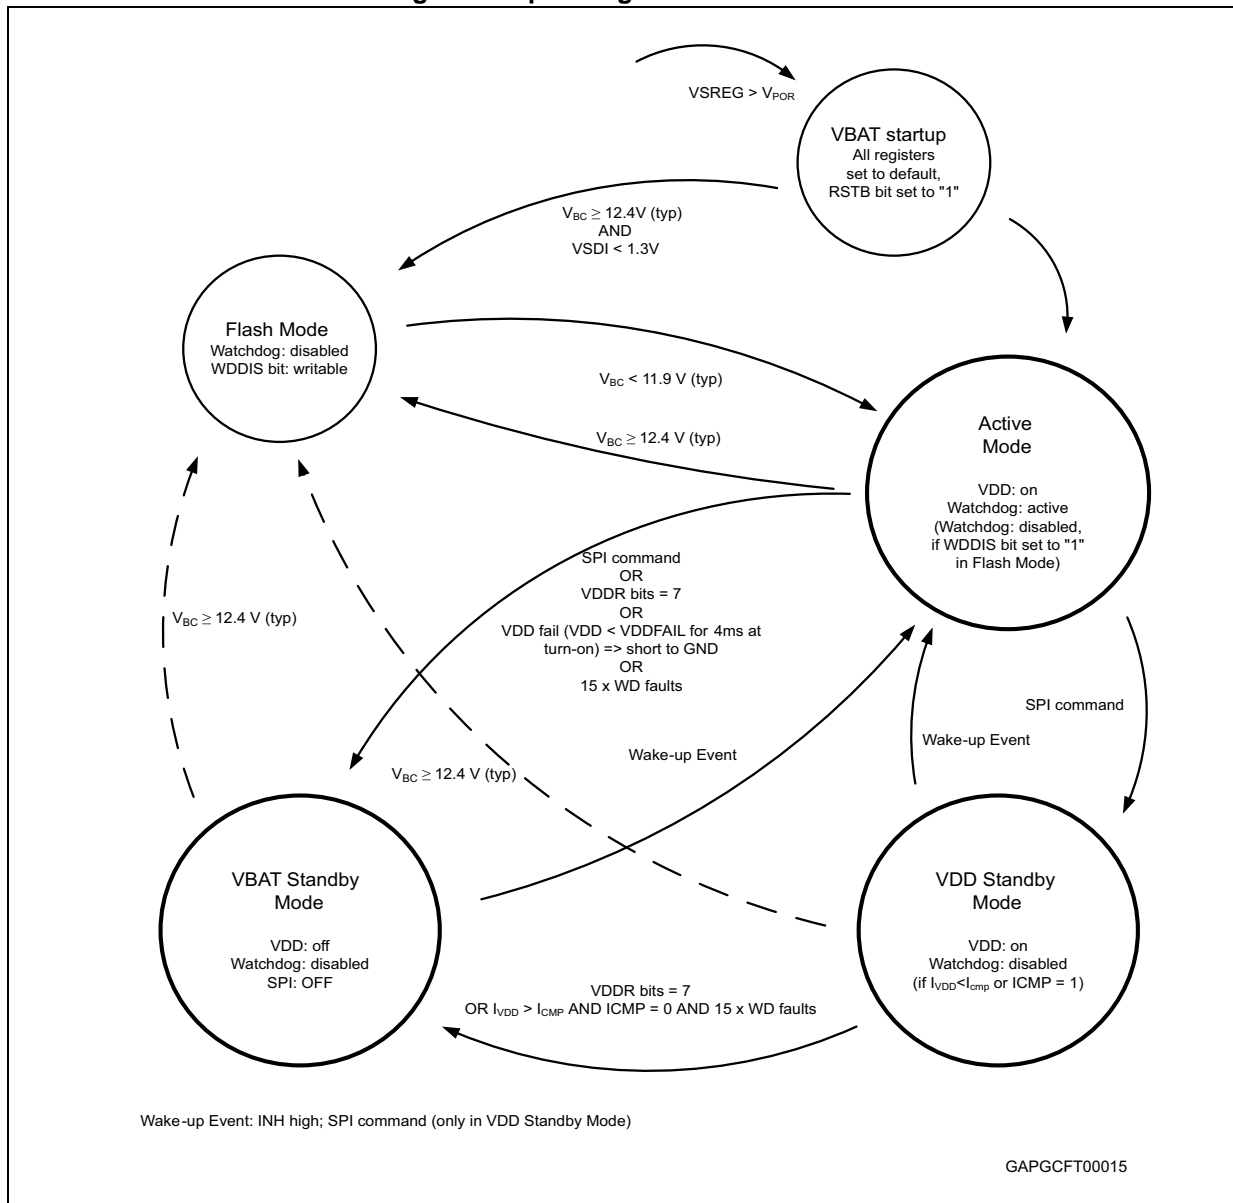 VSREG > VPOR
VBAT startup
All registers
set to default,
RSTB bit set to "1"
VBC ≥ 12.4V (typ)
AND
VSDI < 1.3V
Flash Mode
Watchdog: disabled
WDDIS bit: writable
VBC < 11.9 V (typ)
VBC ≥ 12.4 V (typ)
Active
Mode
VDD: on
Watchdog: active
(Watchdog: disabled,
if WDDIS bit set to "1"
in Flash Mode)
SPI command
OR
VDDR bits = 7
OR
VDD fail (VDD < VDDFAIL for 4ms at
turn-on) => short to GND
OR
15 x WD faults
VBC ≥ 12.4 V (typ)
SPI command
Wake-up Event
Wake-up Event
VBC ≥ 12.4 V (typ)
VBAT Standby
Mode
VDD: off
Watchdog: disabled
SPI: OFF
VDD Standby
Mode
VDD: on
Watchdog: disabled
(if IVDD<Icmp or ICMP = 1)
VDDR bits = 7
OR IVDD > ICMP AND ICMP = 0 AND 15 x WD faults
Wake-up Event: INH high; SPI command (only in VDD Standby Mode)
GAPGCFT00015